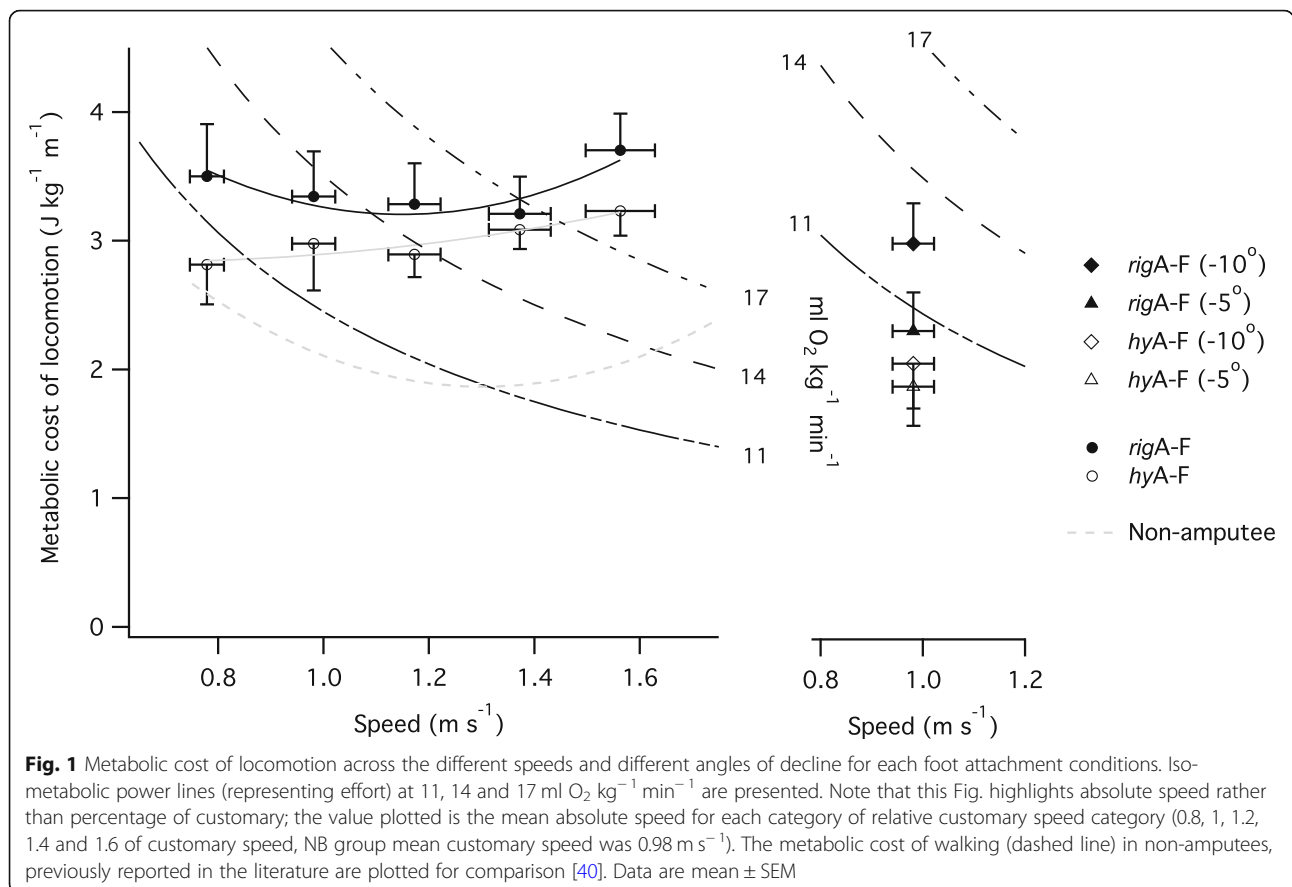 Metabolic cost of locomotion (J kg⁻¹ m⁻¹)
4
3
2
1
0
0.8 1.0 1.2 1.4 1.6
Speed (m s⁻¹)
17
14
11
14
17
11
ml O₂ kg⁻¹ min⁻¹
0.8 1.0 1.2
Speed (m s⁻¹)
rigA-F (-10°)
rigA-F (-5°)
hyA-F (-10°)
hyA-F (-5°)
rigA-F
hyA-F
Non-amputee
Fig. 1 Metabolic cost of locomotion across the different speeds and different angles of decline for each foot attachment conditions. Iso-
metabolic power lines (representing effort) at 11, 14 and 17 ml O₂ kg⁻¹ min⁻¹ are presented. Note that this Fig. highlights absolute speed rather
than percentage of customary; the value plotted is the mean absolute speed for each category of relative customary speed category (0.8, 1, 1.2,
1.4 and 1.6 of customary speed, NB group mean customary speed was 0.98 m s⁻¹). The metabolic cost of walking (dashed line) in non-amputees,
previously reported in the literature are plotted for comparison [40]. Data are mean ± SEM